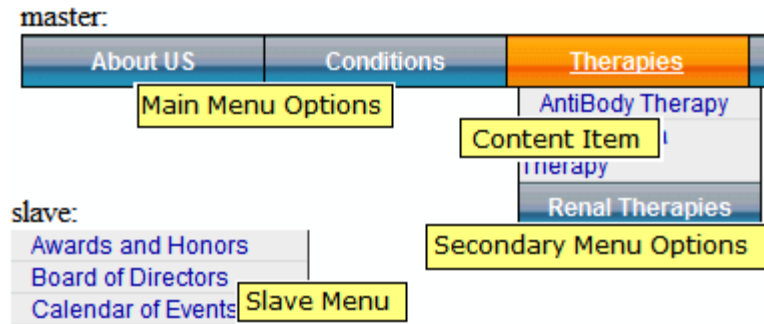 master:
About US Conditions Therapies
Main Menu Options
AntiBody Therapy
Content Item
Therapy
Renal Therapies
slave:
Secondary Menu Options
Awards and Honors
Board of Directors
Calendar of Events
Slave Menu